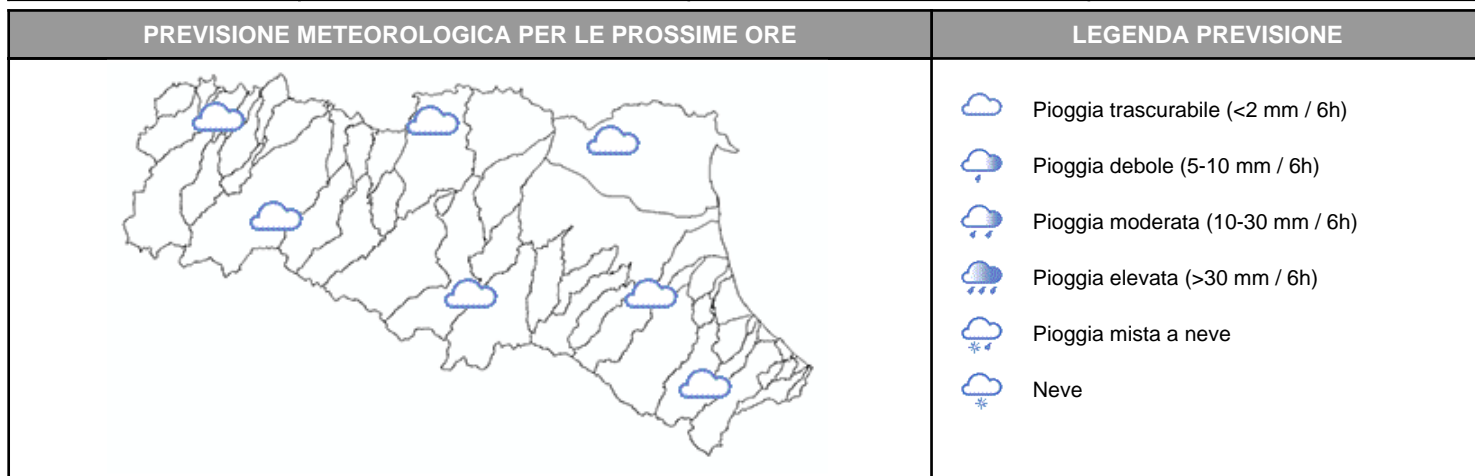 PREVISIONE METEOROLOGICA PER LE PROSSIME ORE
LEGENDA PREVISIONE
Pioggia trascurabile (<2 mm / 6h)
Pioggia debole (5-10 mm / 6h)
Pioggia moderata (10-30 mm / 6h)
Pioggia elevata (>30 mm / 6h)
Pioggia mista a neve
Neve